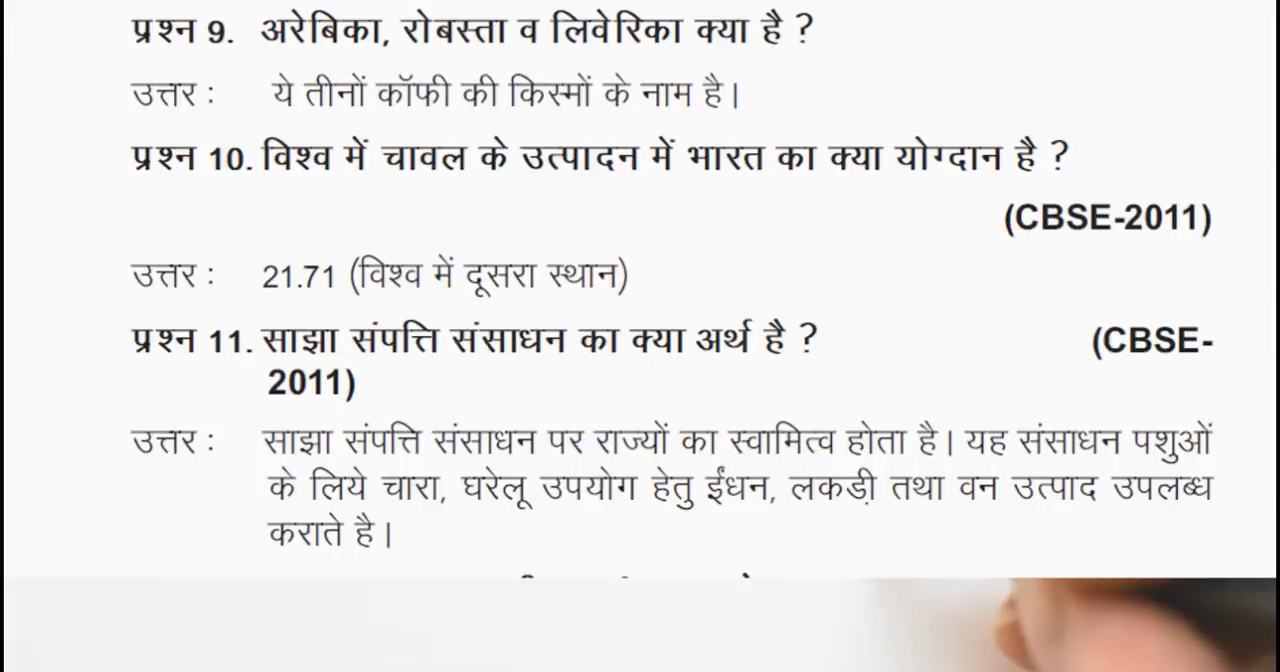 प्रश्न 9. अरेबिका, रोबस्ता व लिवेरिका क्या है ?
उत्तर : ये तीनों कॉफी की किस्मों के नाम है।
प्रश्न 10. विश्व में चावल के उत्पादन में भारत का क्या योग्दान है ?
(CBSE-2011)
उत्तर : 21.71 (विश्व में दूसरा स्थान)
प्रश्न 11. साझा संपत्ति संसाधन का क्या अर्थ है ? (CBSE-
2011)
उत्तर : साझा संपत्ति संसाधन पर राज्यों का स्वामित्व होता है। यह संसाधन पशुओं
के लिये चारा, घरेलू उपयोग हेतु ईंधन, लकड़ी तथा वन उत्पाद उपलब्ध
कराते है।